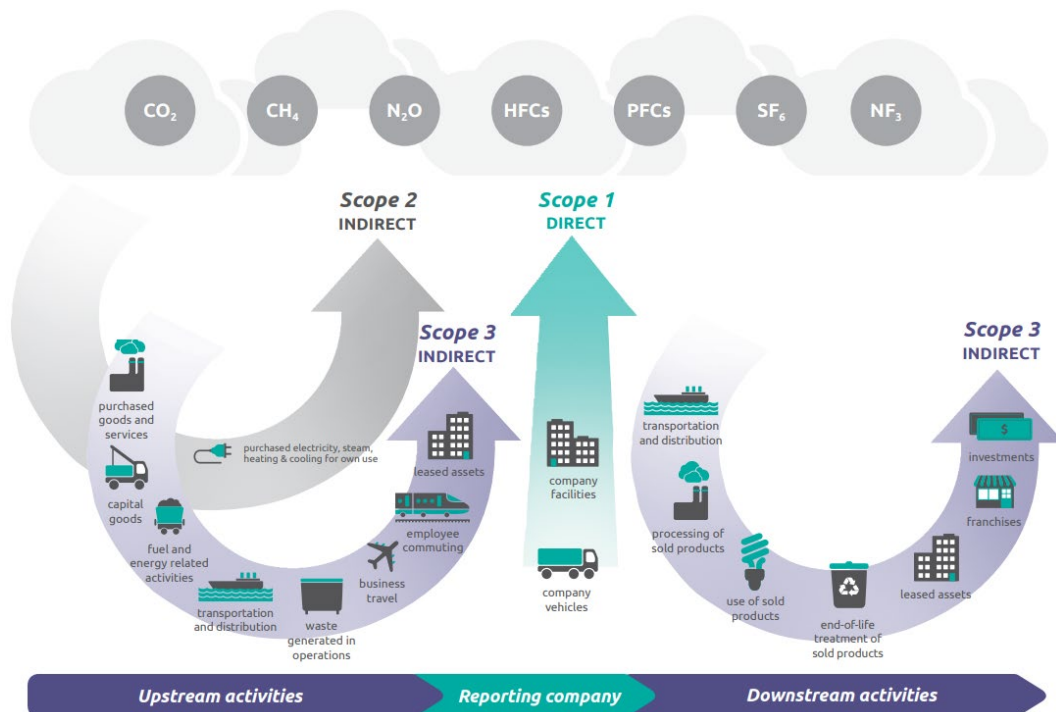 CO₂ CH₄ N₂O HFCs PFCs SF₆ NF₃
Scope 2
INDIRECT
Scope 1
DIRECT
Scope 3
INDIRECT
Scope 3
INDIRECT
purchased
goods and
services
capital
goods
fuel and
energy related
activities
purchased electricity, steam,
heating & cooling for own use
transportation
and distribution
waste
generated in
operations
business
travel
employee
commuting
leased assets
company
facilities
company
vehicles
transportation
and distribution
processing of
sold products
use of sold
products
end-of-life
treatment of
sold products
leased assets
franchises
$
investments
Upstream activities
Reporting company
Downstream activities